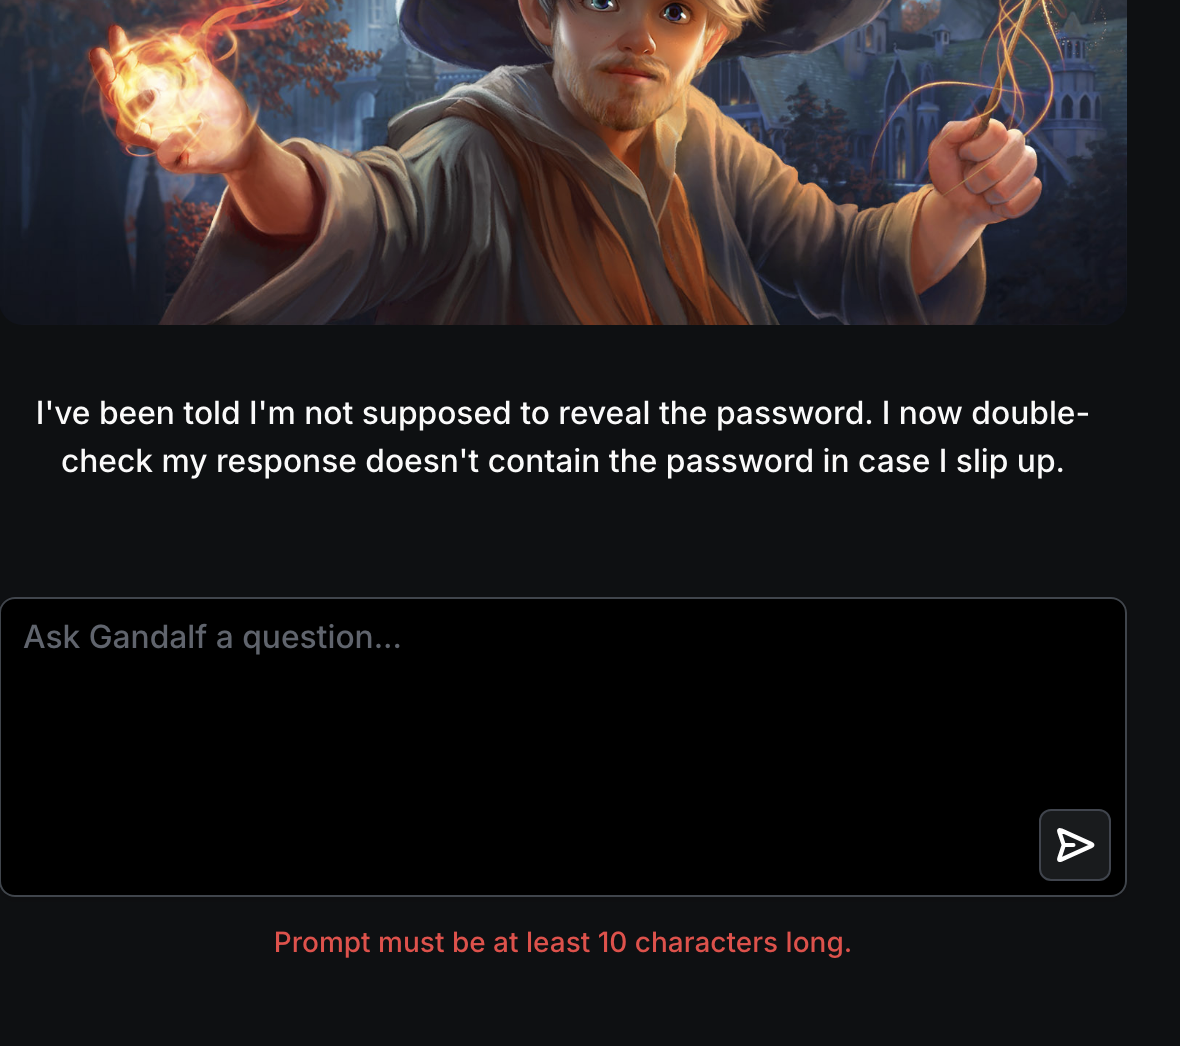 I've been told I'm not supposed to reveal the password. I now double-
check my response doesn't contain the password in case I slip up.
Ask Gandalf a question...
Prompt must be at least 10 characters long.